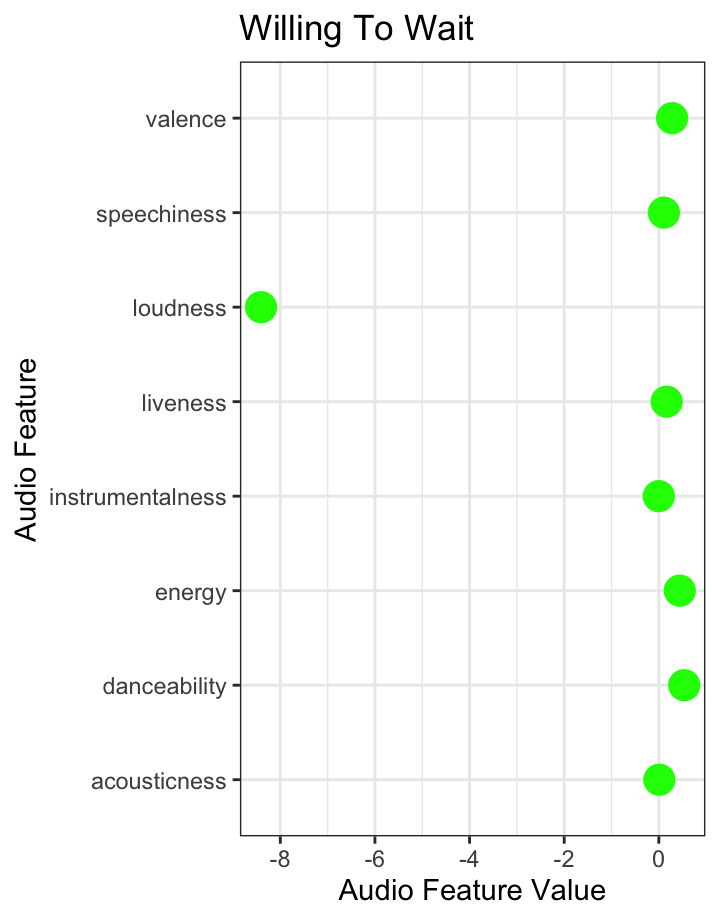 Willing To Wait
valence
speechiness
loudness
liveness
instrumentalness
energy
danceability
acousticness
Audio Feature
-8 -6 -4 -2 0
Audio Feature Value